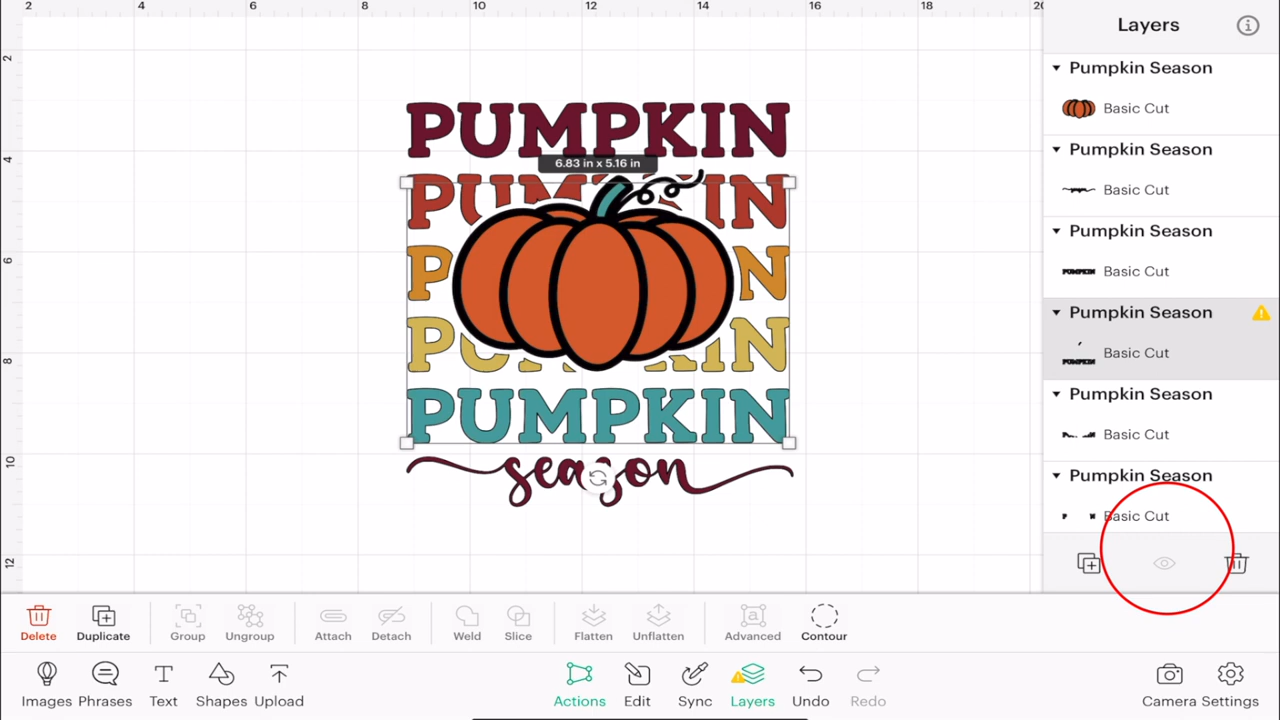 2 4 6 8 10 12 14 16 18 20
2
4
6
8
10
12
PUMPKIN
6.83 in x 5.16 in
PUMPKIN
PUMPKIN
PUMPKIN
PUMPKIN
season
Layers
Pumpkin Season
Basic Cut
Pumpkin Season
Basic Cut
Pumpkin Season
Basic Cut
Pumpkin Season
Basic Cut
Pumpkin Season
Basic Cut
Pumpkin Season
Basic Cut
Delete Duplicate Group Ungroup Attach Detach Weld Slice Flatten Unflatten Advanced Contour
Images Phrases Text Shapes Upload Actions Edit Sync Layers Undo Redo Camera Settings